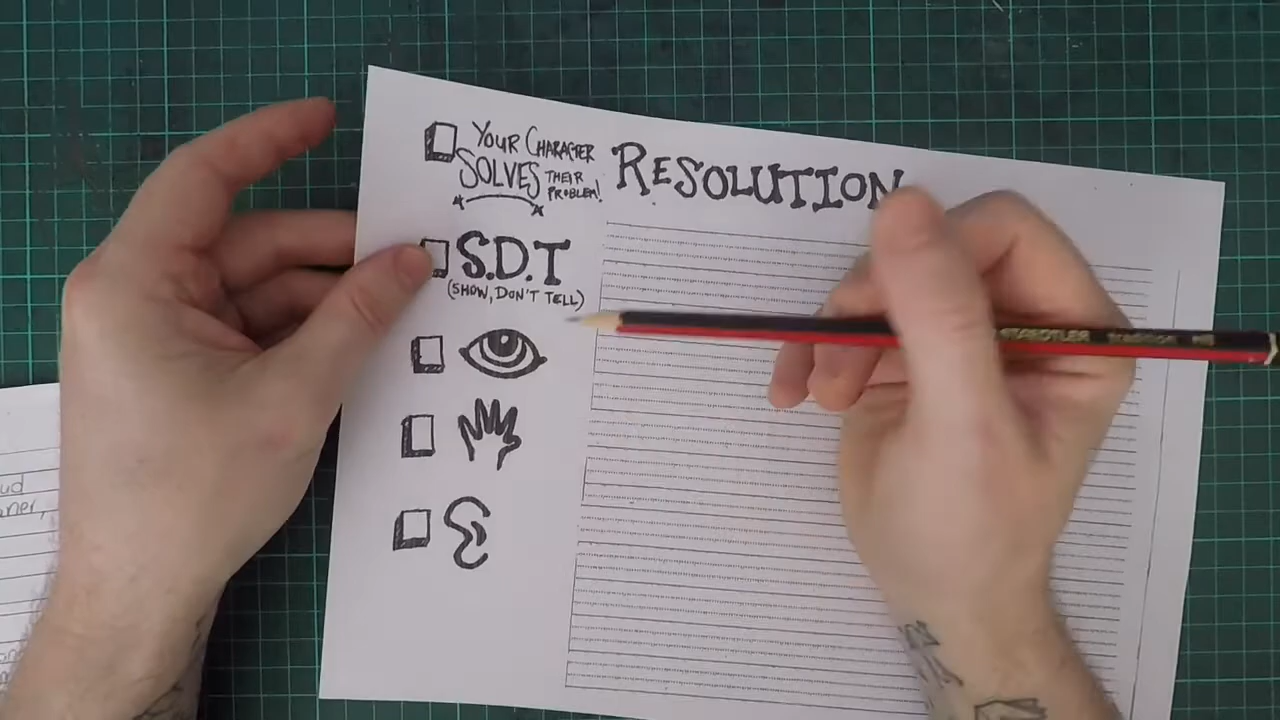 YOUR CHARACTER
SOLVES THEIR PROBLEM!
RESOLUTION
S.D.T
(SHOW, DON'T TELL)
STAEDTLER